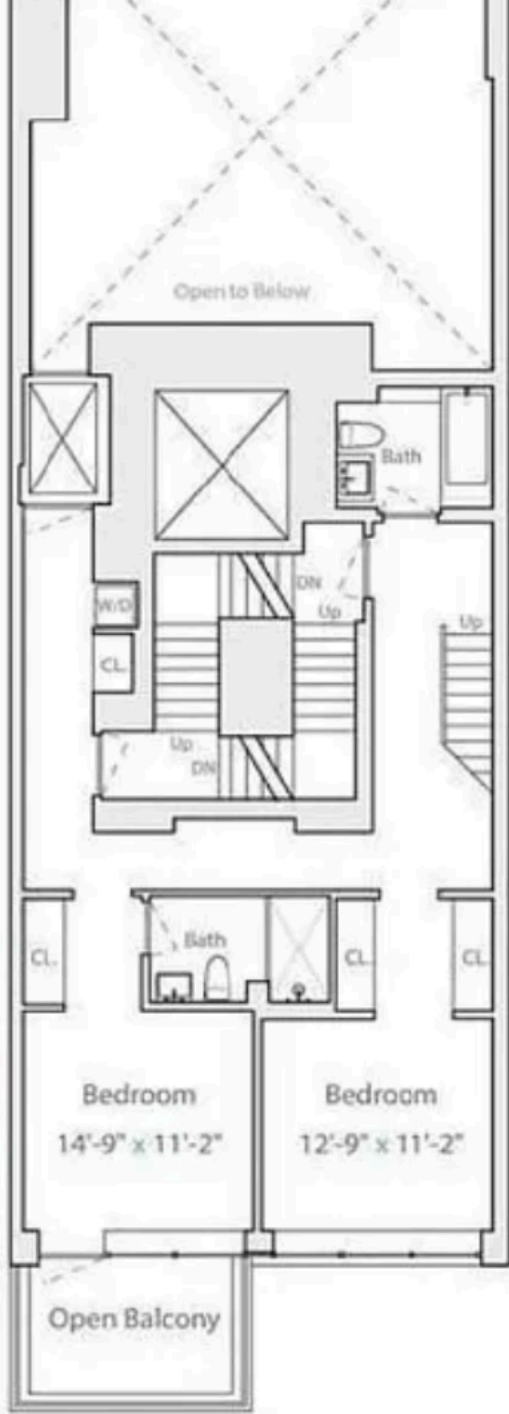 Open to Below
Bath
DN
Up
W/D
Up
CL.
Up
DN
Bath
CL.
CL.
CL.
Bedroom
14'-9" x 11'-2"
Bedroom
12'-9" x 11'-2"
Open Balcony